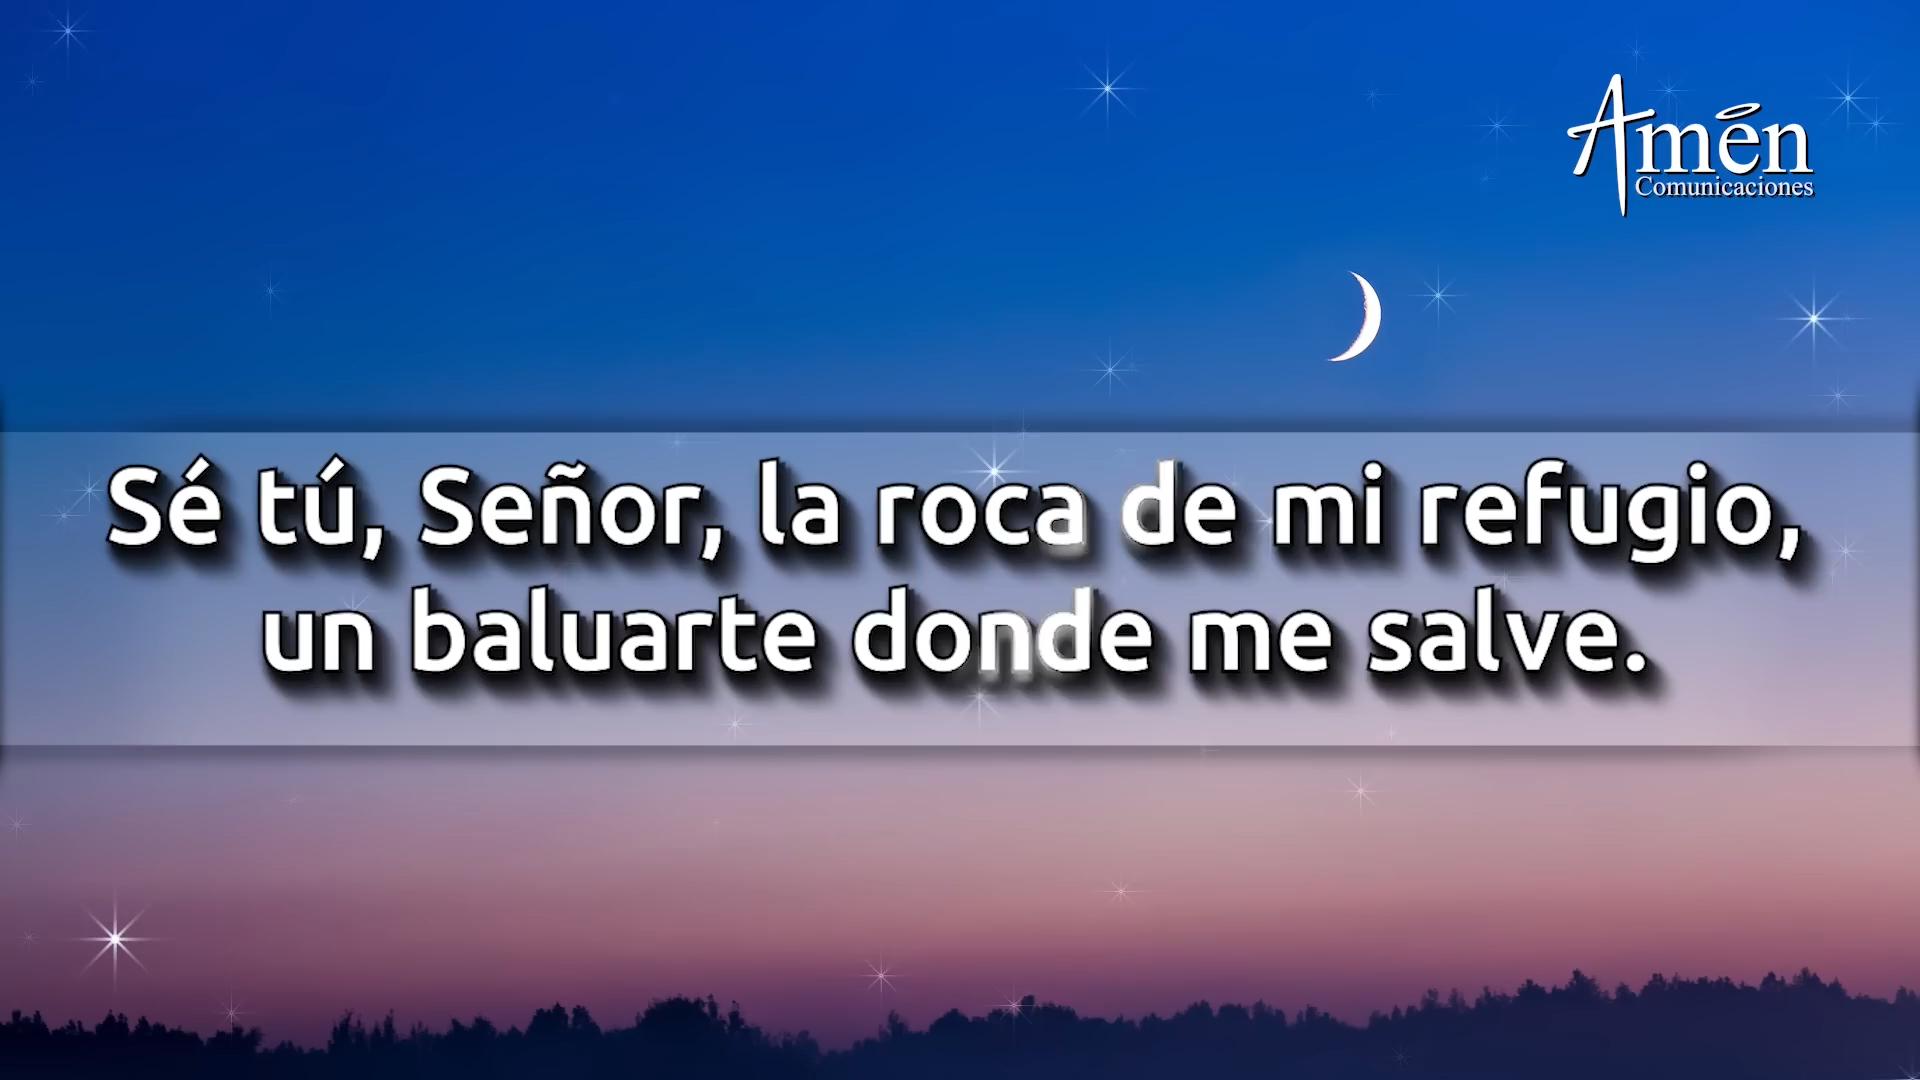 Amén
Comunicaciones
Sé tú, Señor, la roca de mi refugio,
un baluarte donde me salve.